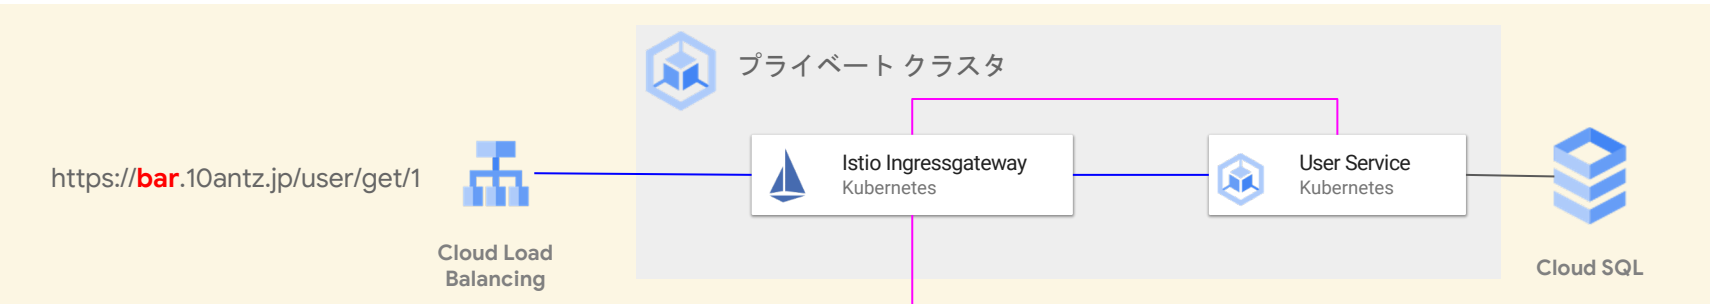 プライベート クラスタ
https://bar.10antz.jp/user/get/1
Istio Ingressgateway
Kubernetes
User Service
Kubernetes
Cloud Load
Balancing
Cloud SQL